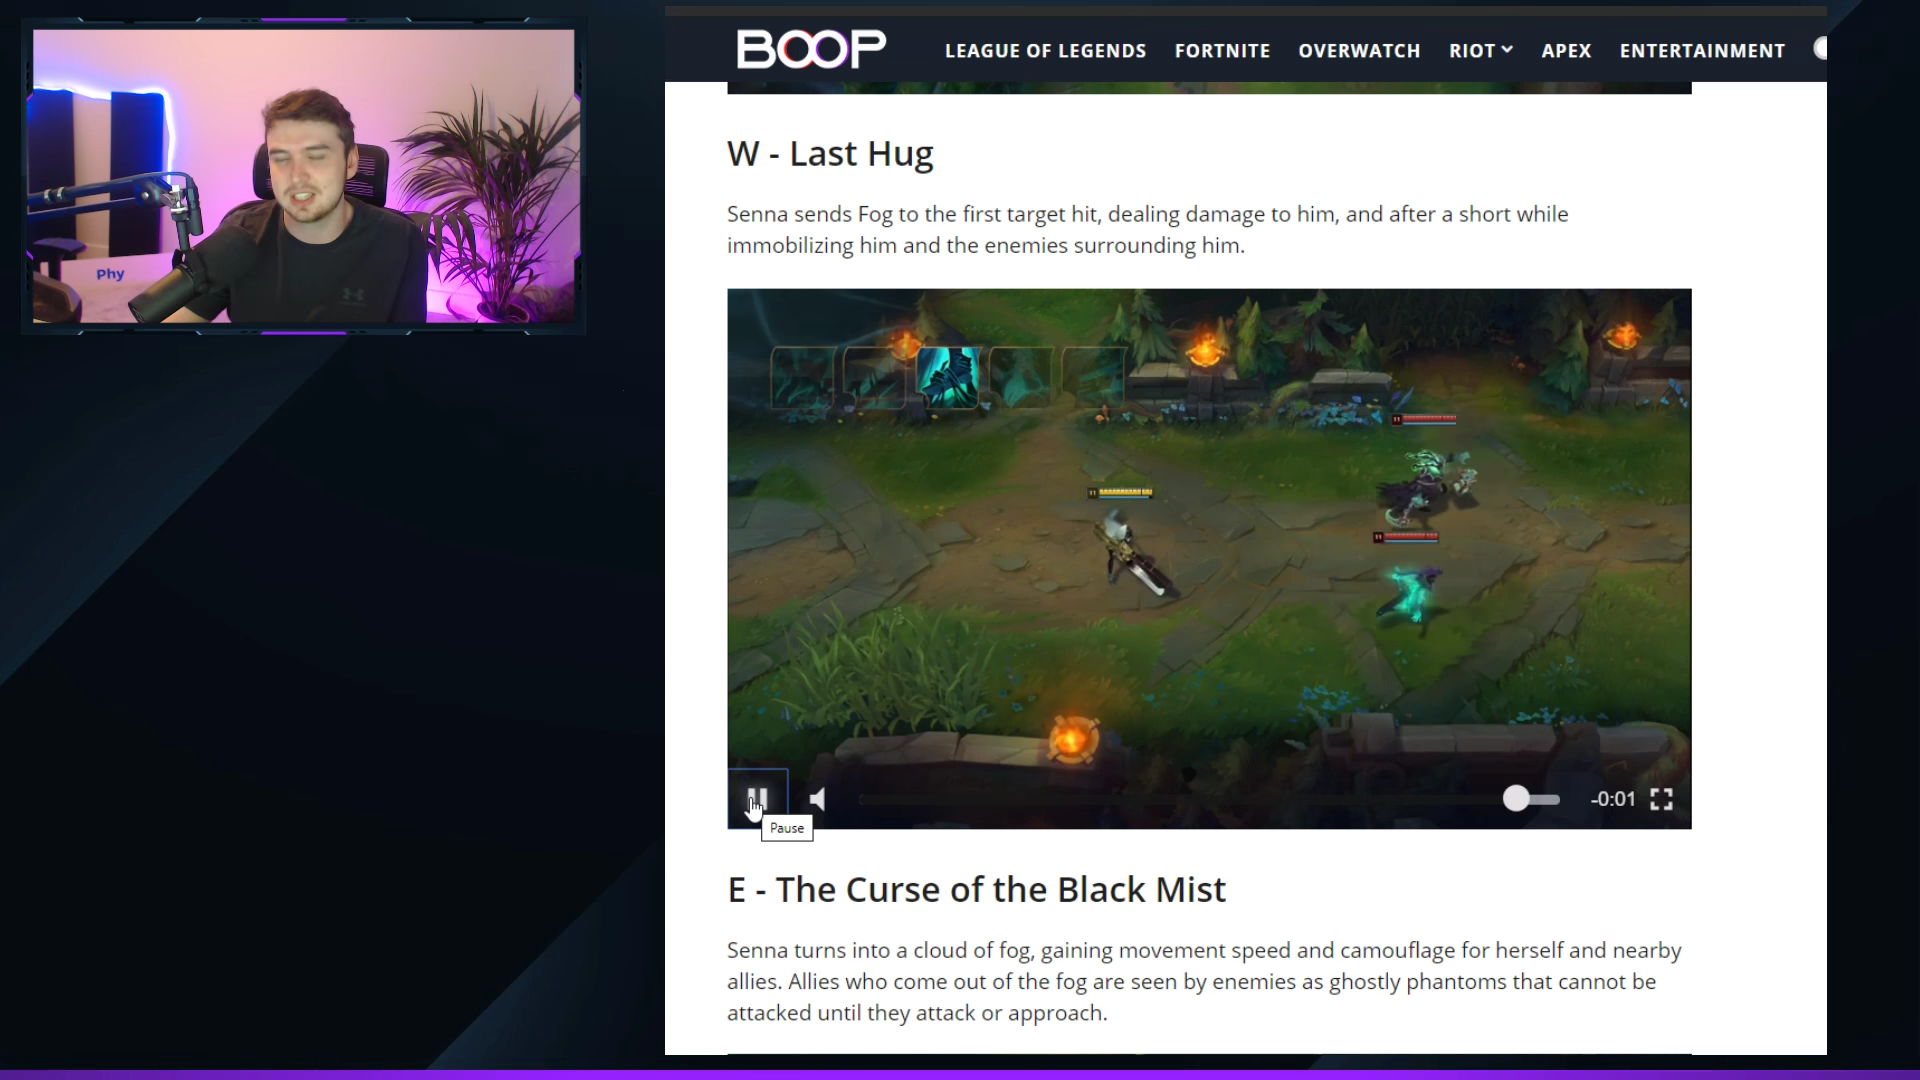 BOOP
LEAGUE OF LEGENDS FORTNITE OVERWATCH RIOT APEX ENTERTAINMENT
W - Last Hug
Senna sends Fog to the first target hit, dealing damage to him, and after a short while
immobilizing him and the enemies surrounding him.
Phy
11
11
11
-0:01
Pause
E - The Curse of the Black Mist
Senna turns into a cloud of fog, gaining movement speed and camouflage for herself and nearby
allies. Allies who come out of the fog are seen by enemies as ghostly phantoms that cannot be
attacked until they attack or approach.